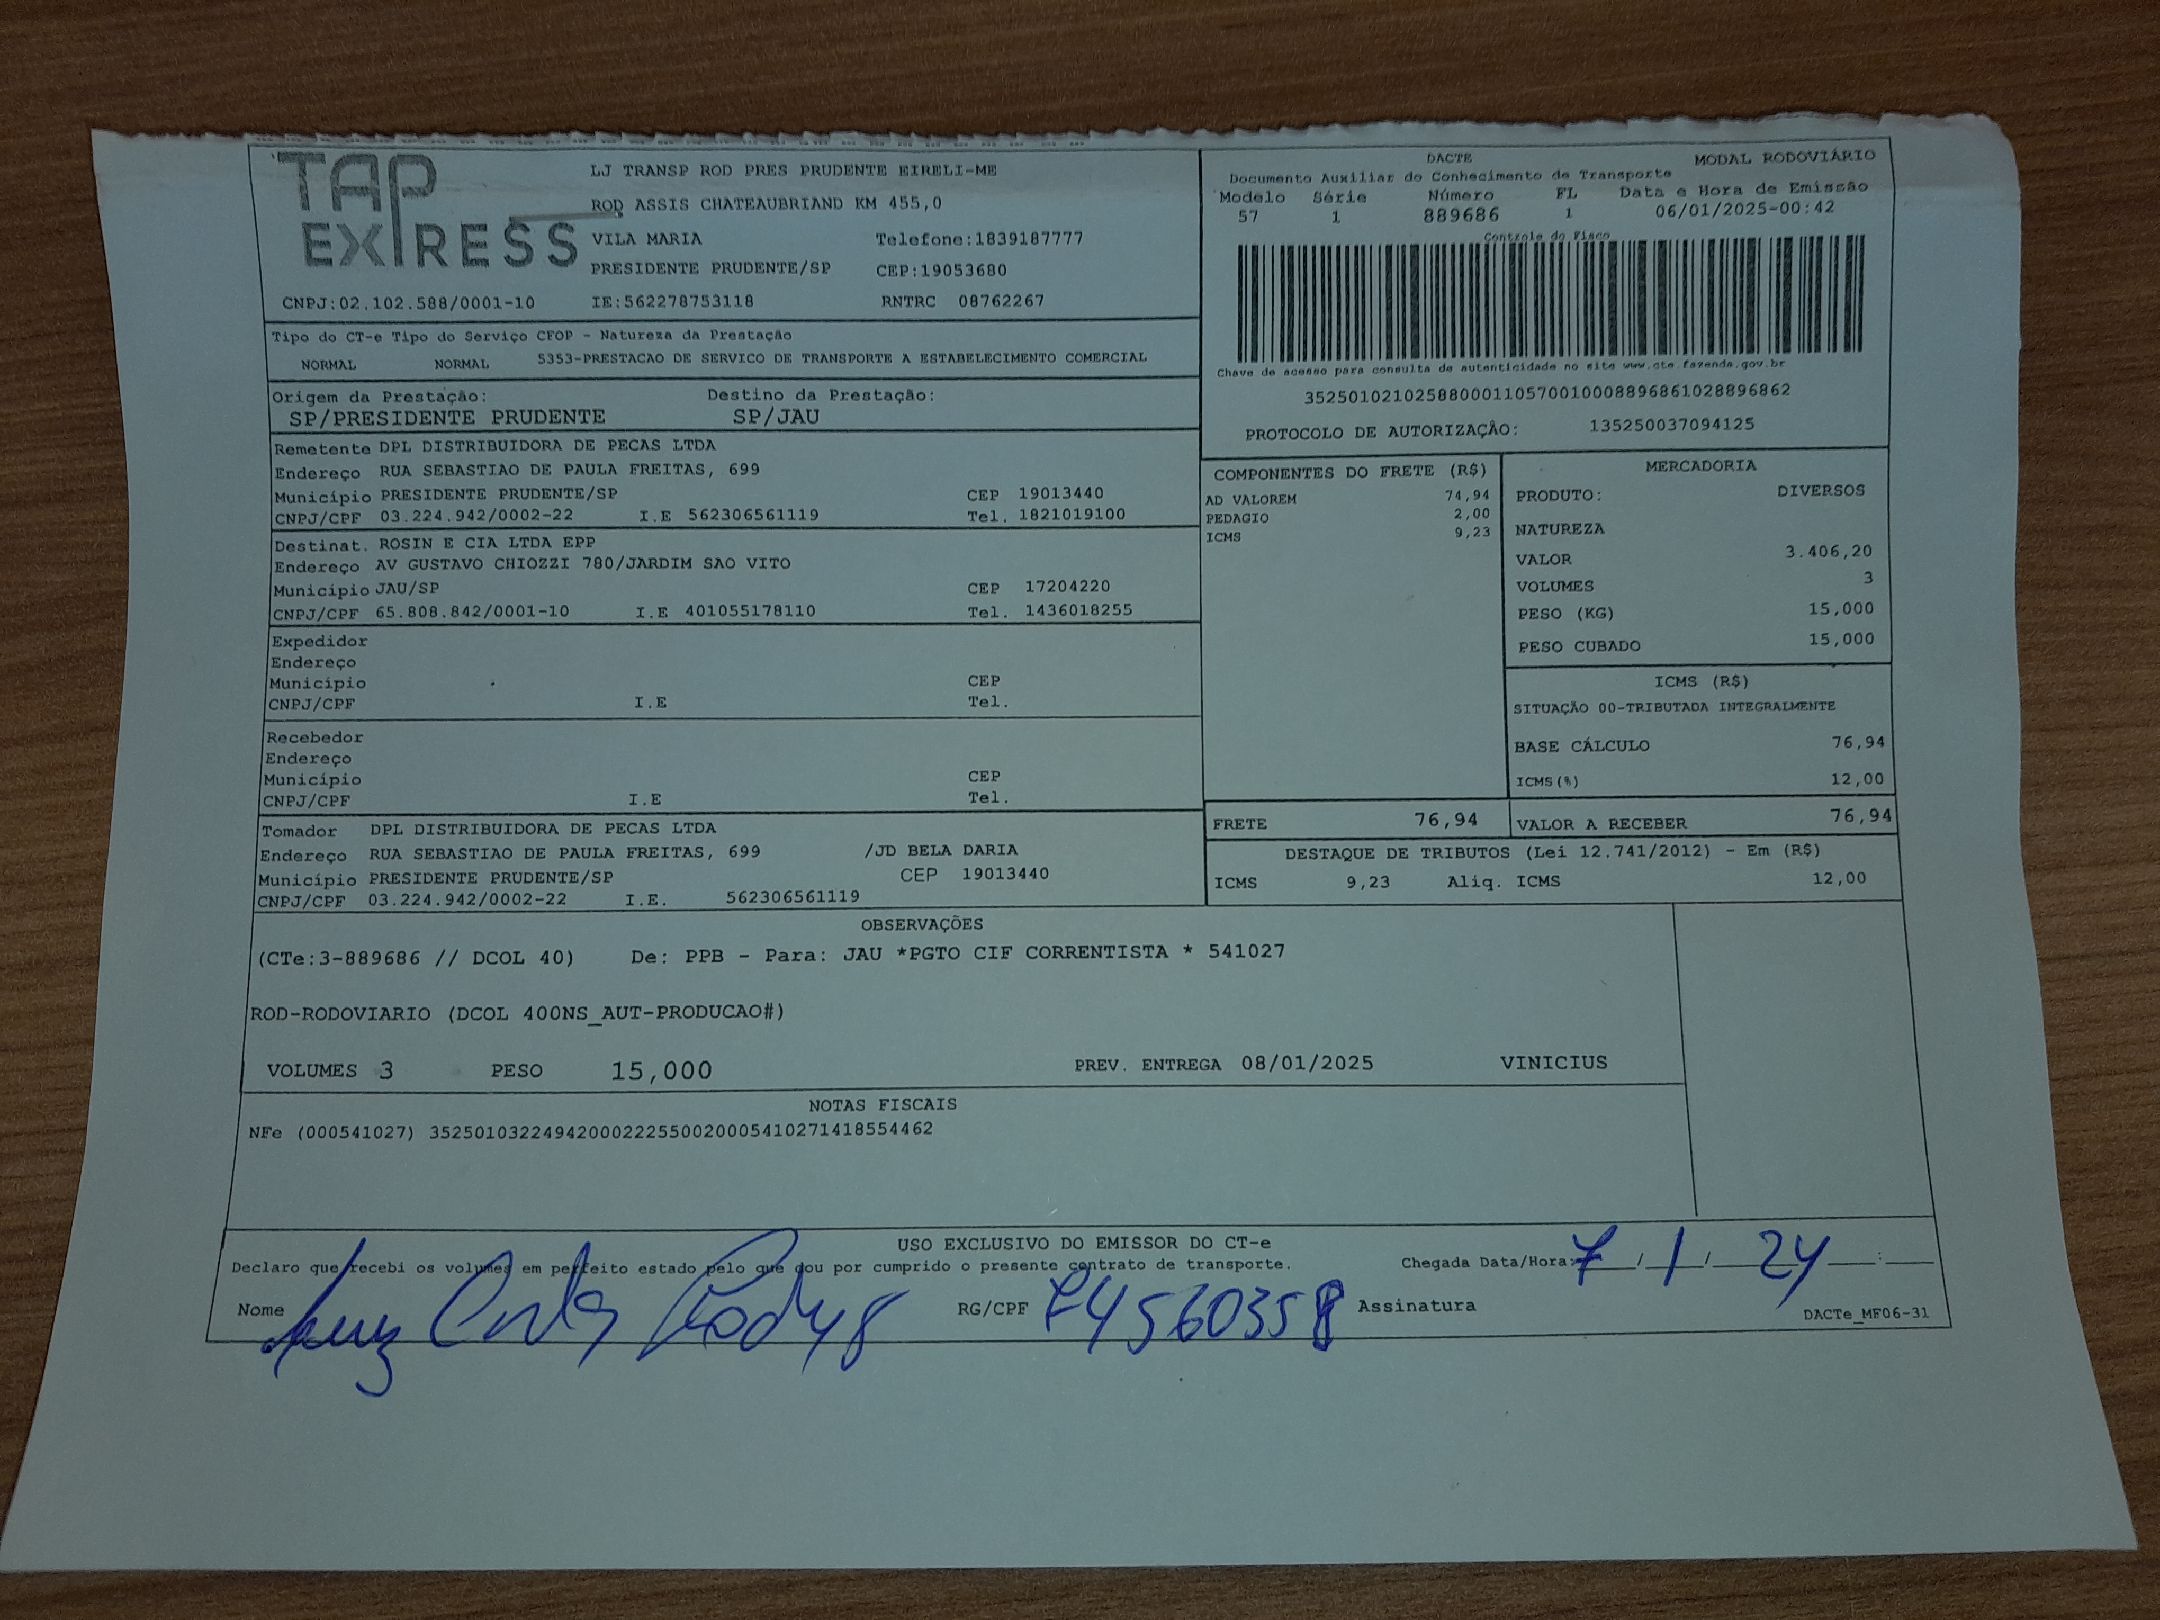 TAP
EXPRESS
LJ TRANSP ROD PRES PRUDENTE EIRELI-ME
ROD ASSIS CHATEAUBRIAND KM 455,0
VILA MARIA Telefone:1839187777
PRESIDENTE PRUDENTE/SP CEP:19053680
CNPJ:02.102.588/0001-10 IE:562278753118 RNTRC 08762267
DACTE MODAL RODOVIÁRIO
Documento Auxiliar do Conhecimento de Transporte
Modelo Série Número FL Data e Hora de Emissão
57 1 889686 1 06/01/2025-00:42
Controle do Fisco
Chave de acesso para consulta de autenticidade no site www.cte.fazenda.gov.br
35250102102588000110570010008896861028896862
PROTOCOLO DE AUTORIZAÇÃO: 135250037094125
Tipo do CT-e Tipo do Serviço CFOP - Natureza da Prestação
NORMAL NORMAL 5353-PRESTACAO DE SERVICO DE TRANSPORTE A ESTABELECIMENTO COMERCIAL
Origem da Prestação: Destino da Prestação:
SP/PRESIDENTE PRUDENTE SP/JAU
Remetente DPL DISTRIBUIDORA DE PECAS LTDA
Endereço RUA SEBASTIAO DE PAULA FREITAS, 699
Município PRESIDENTE PRUDENTE/SP CEP 19013440
CNPJ/CPF 03.224.942/0002-22 I.E 562306561119 Tel. 1821019100
Destinat. ROSIN E CIA LTDA EPP
Endereço AV GUSTAVO CHIOZZI 780/JARDIM SAO VITO
Município JAU/SP CEP 17204220
CNPJ/CPF 65.808.842/0001-10 I.E 401055178110 Tel. 1436018255
Expedidor
Endereço
Município CEP
CNPJ/CPF I.E Tel.
Recebedor
Endereço
Município CEP
CNPJ/CPF I.E Tel.
Tomador DPL DISTRIBUIDORA DE PECAS LTDA
Endereço RUA SEBASTIAO DE PAULA FREITAS, 699 /JD BELA DARIA
Município PRESIDENTE PRUDENTE/SP CEP 19013440
CNPJ/CPF 03.224.942/0002-22 I.E. 562306561119
COMPONENTES DO FRETE (R$)
AD VALOREM 74,94
PEDAGIO 2,00
ICMS 9,23
MERCADORIA
PRODUTO: DIVERSOS
NATUREZA
VALOR 3.406,20
VOLUMES 3
PESO (KG) 15,000
PESO CUBADO 15,000
ICMS (R$)
SITUAÇÃO 00-TRIBUTADA INTEGRALMENTE
BASE CÁLCULO 76,94
ICMS(%) 12,00
FRETE 76,94 VALOR A RECEBER 76,94
DESTAQUE DE TRIBUTOS (Lei 12.741/2012) - Em (R$)
ICMS 9,23 Aliq. ICMS 12,00
OBSERVAÇÕES
(CTe:3-889686 // DCOL 40) De: PPB - Para: JAU *PGTO CIF CORRENTISTA * 541027
ROD-RODOVIARIO (DCOL 400NS_AUT-PRODUCAO#)
VOLUMES 3 PESO 15,000 PREV. ENTREGA 08/01/2025 VINICIUS
NOTAS FISCAIS
NFe (000541027) 35250103224942000222550020005410271418554462
USO EXCLUSIVO DO EMISSOR DO CT-e
Declaro que recebi os volumes em perfeito estado pelo que dou por cumprido o presente contrato de transporte. Chegada Data/Hora: 7/1/24 :
Nome Luiz RG/CPF 74560358 Assinatura
DACTe_MF06-31